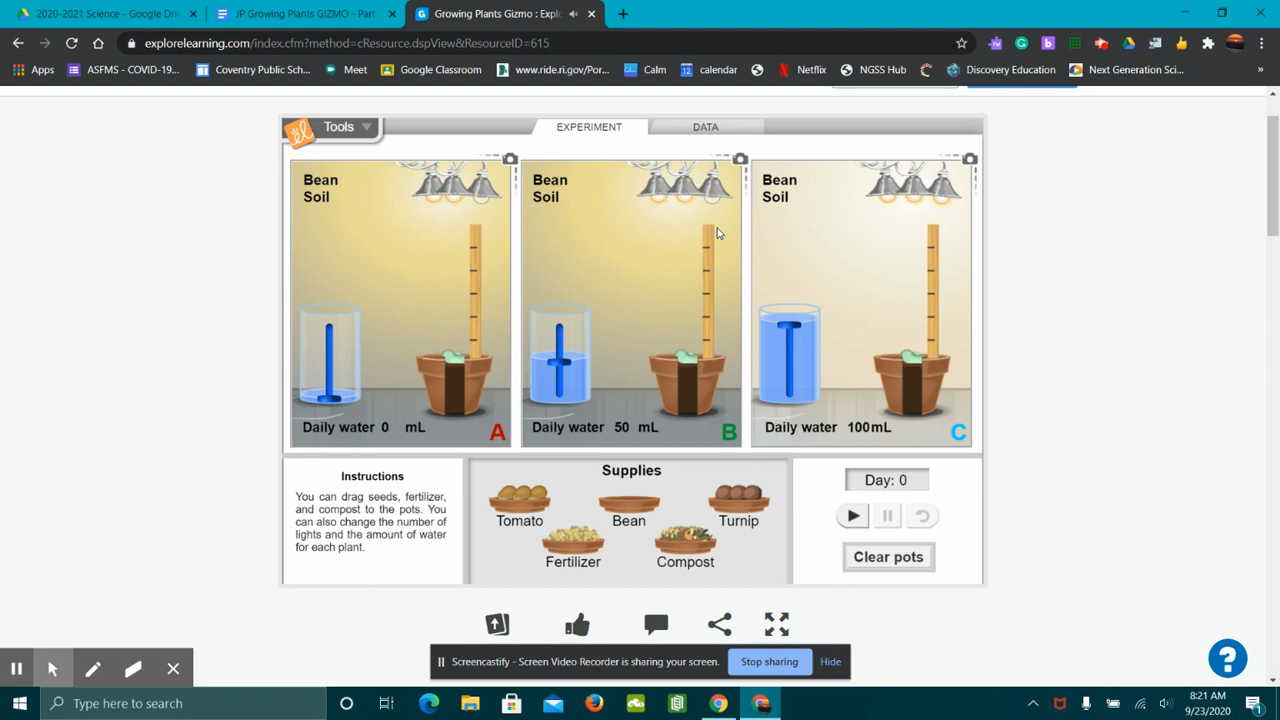 2020-2021 Science - Google Driv
JP Growing Plants GIZMO - Part
Growing Plants Gizmo : Explo
explorelearning.com/index.cfm?method=cResource.dspView&ResourceID=615
Apps
ASFMS - COVID-19...
Coventry Public Sch...
Meet
Google Classroom
www.ride.ri.gov/Por...
Calm
calendar
Netflix
NGSS Hub
Discovery Education
Next Generation Sci...
Tools
EXPERIMENT
DATA
Bean
Soil
Daily water 0 mL
A
Bean
Soil
Daily water 50 mL
B
Bean
Soil
Daily water 100mL
C
Instructions
You can drag seeds, fertilizer,
and compost to the pots. You
can also change the number of
lights and the amount of water
for each plant.
Supplies
Tomato
Bean
Turnip
Fertilizer
Compost
Day: 0
Clear pots
Screencastify - Screen Video Recorder is sharing your screen.
Stop sharing
Hide
Type here to search
8:21 AM
9/23/2020